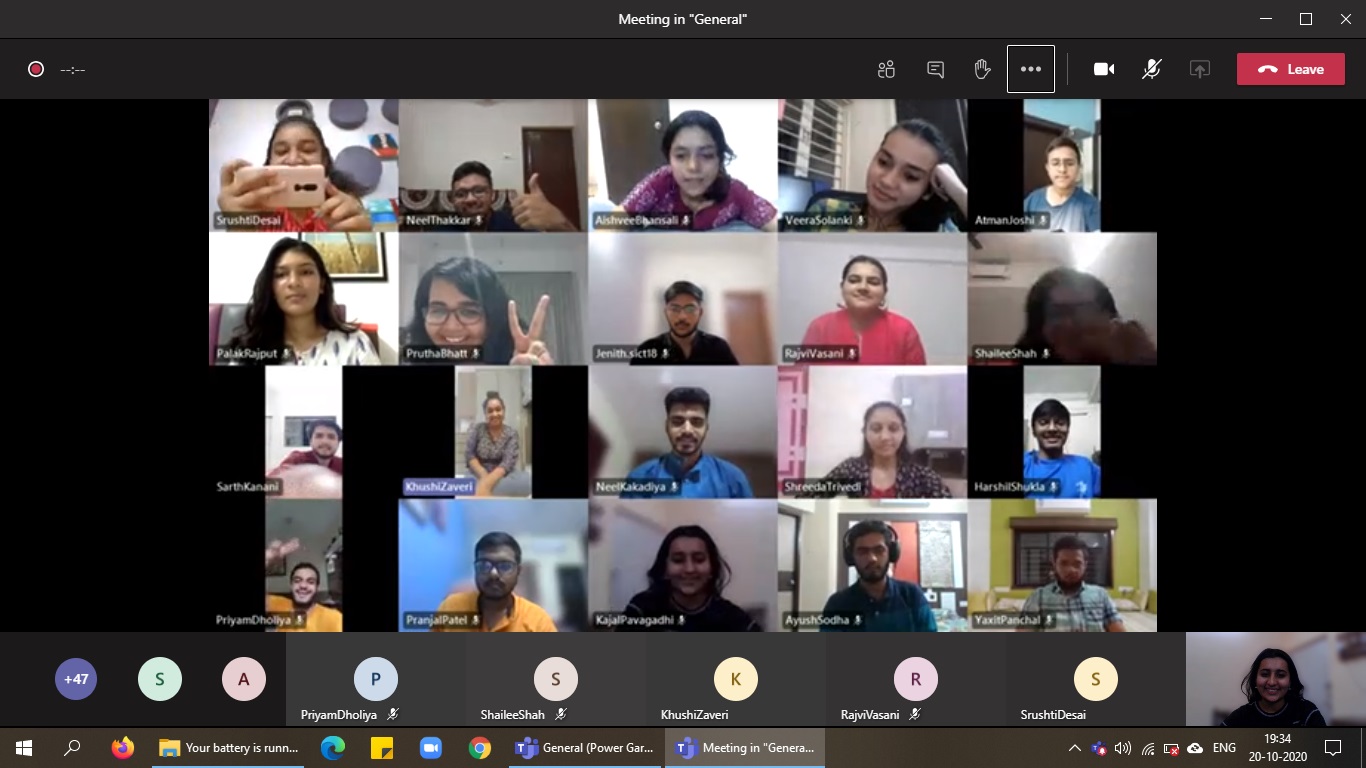 Meeting in "General"
--:--
Leave
SrushtiDesai
NeelThakkar
AishveeBhansali
VeeraSolanki
AtmanJoshi
PalakRajput
PruthaBhatt
Jenith.sict18
RajviVasani
ShaileeShah
SarthKanani
KhushiZaveri
NeelKakadiya
ShreedaTrivedi
HarshilShukla
PriyamDholiya
PranjalPatel
KajalPavagadhi
AyushSodha
YaxitPanchal
+47
S
A
P
PriyamDholiya
S
ShaileeShah
K
KhushiZaveri
R
RajviVasani
S
SrushtiDesai
Your battery is runn...
General (Power Gar...
Meeting in "Genera...
ENG
19:34
20-10-2020